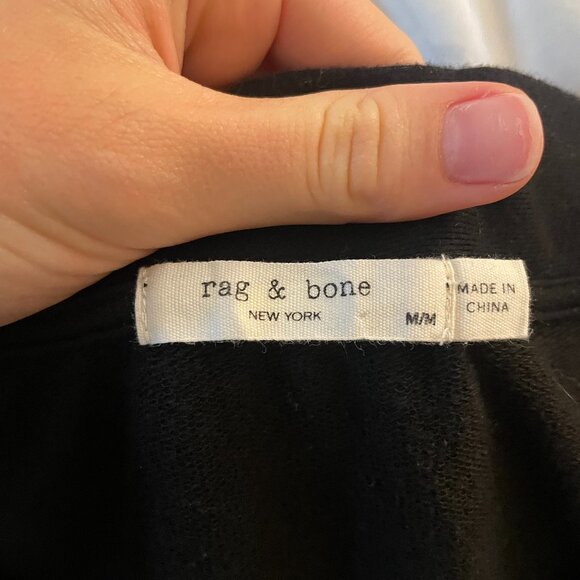 rag & bone
NEW YORK
M/M
MADE IN
CHINA